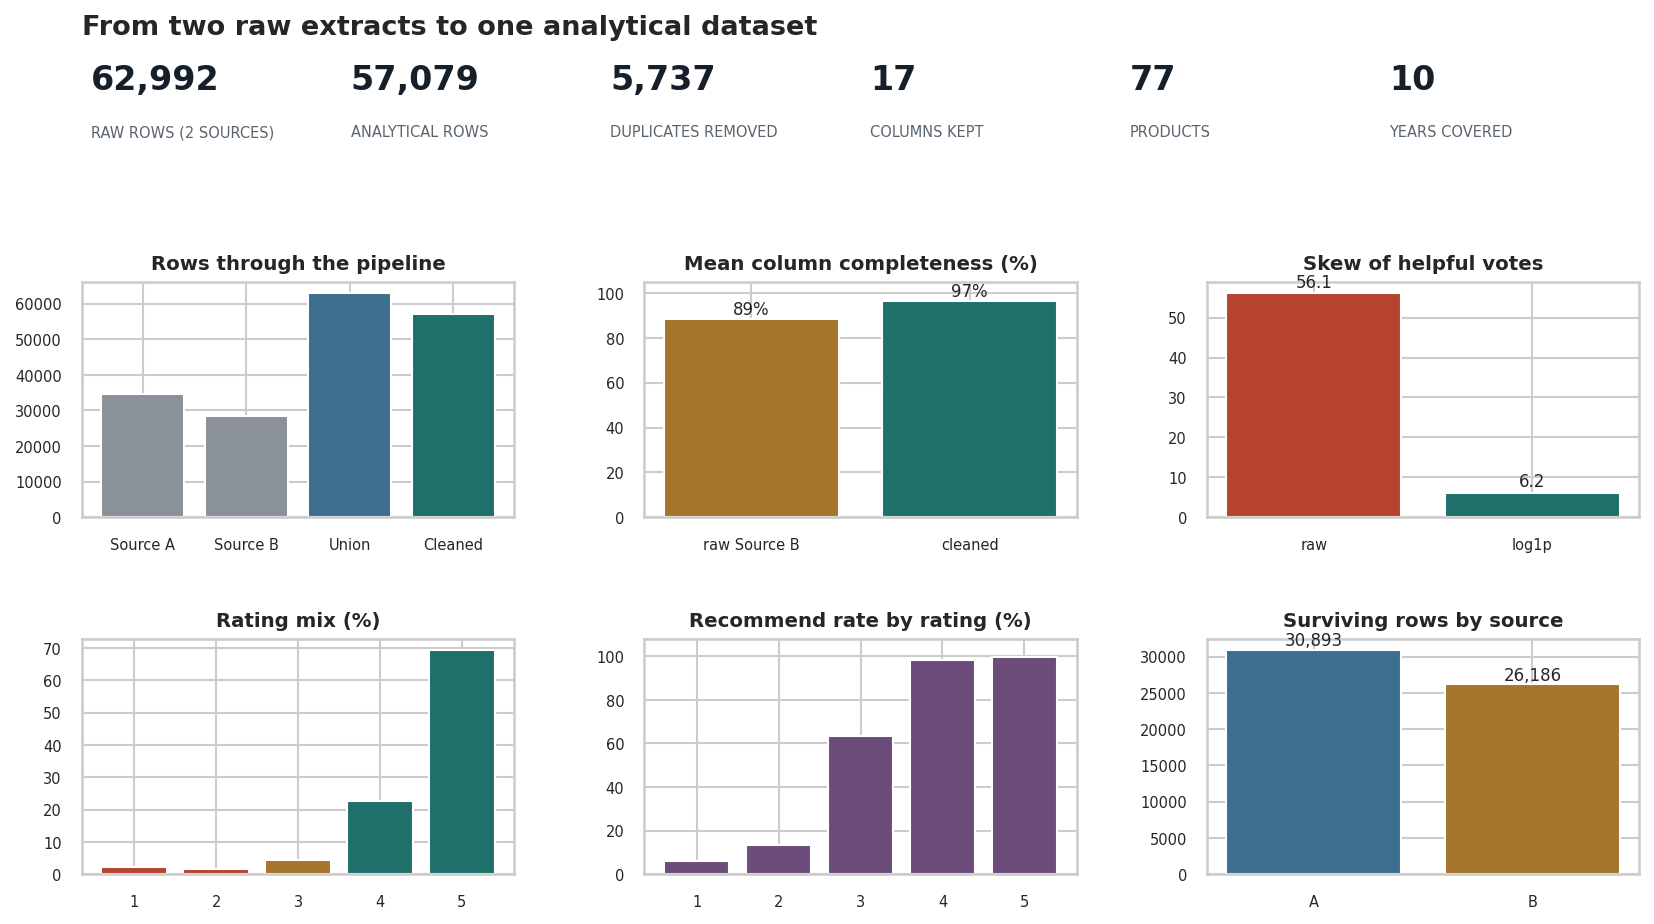 From two raw extracts to one analytical dataset
62,992
57,079
5,737
17
77
10
RAW ROWS (2 SOURCES)
ANALYTICAL ROWS
DUPLICATES REMOVED
COLUMNS KEPT
PRODUCTS
YEARS COVERED
Rows through the pipeline
60000
50000
40000
30000
20000
10000
0
Source A
Source B
Union
Cleaned
Mean column completeness (%)
100
80
60
40
20
0
89%
97%
raw Source B
cleaned
Skew of helpful votes
50
40
30
20
10
0
56.1
6.2
raw
log1p
Rating mix (%)
70
60
50
40
30
20
10
0
1
2
3
4
5
Recommend rate by rating (%)
100
80
60
40
20
0
1
2
3
4
5
Surviving rows by source
30000
25000
20000
15000
10000
5000
0
30,893
26,186
A
B